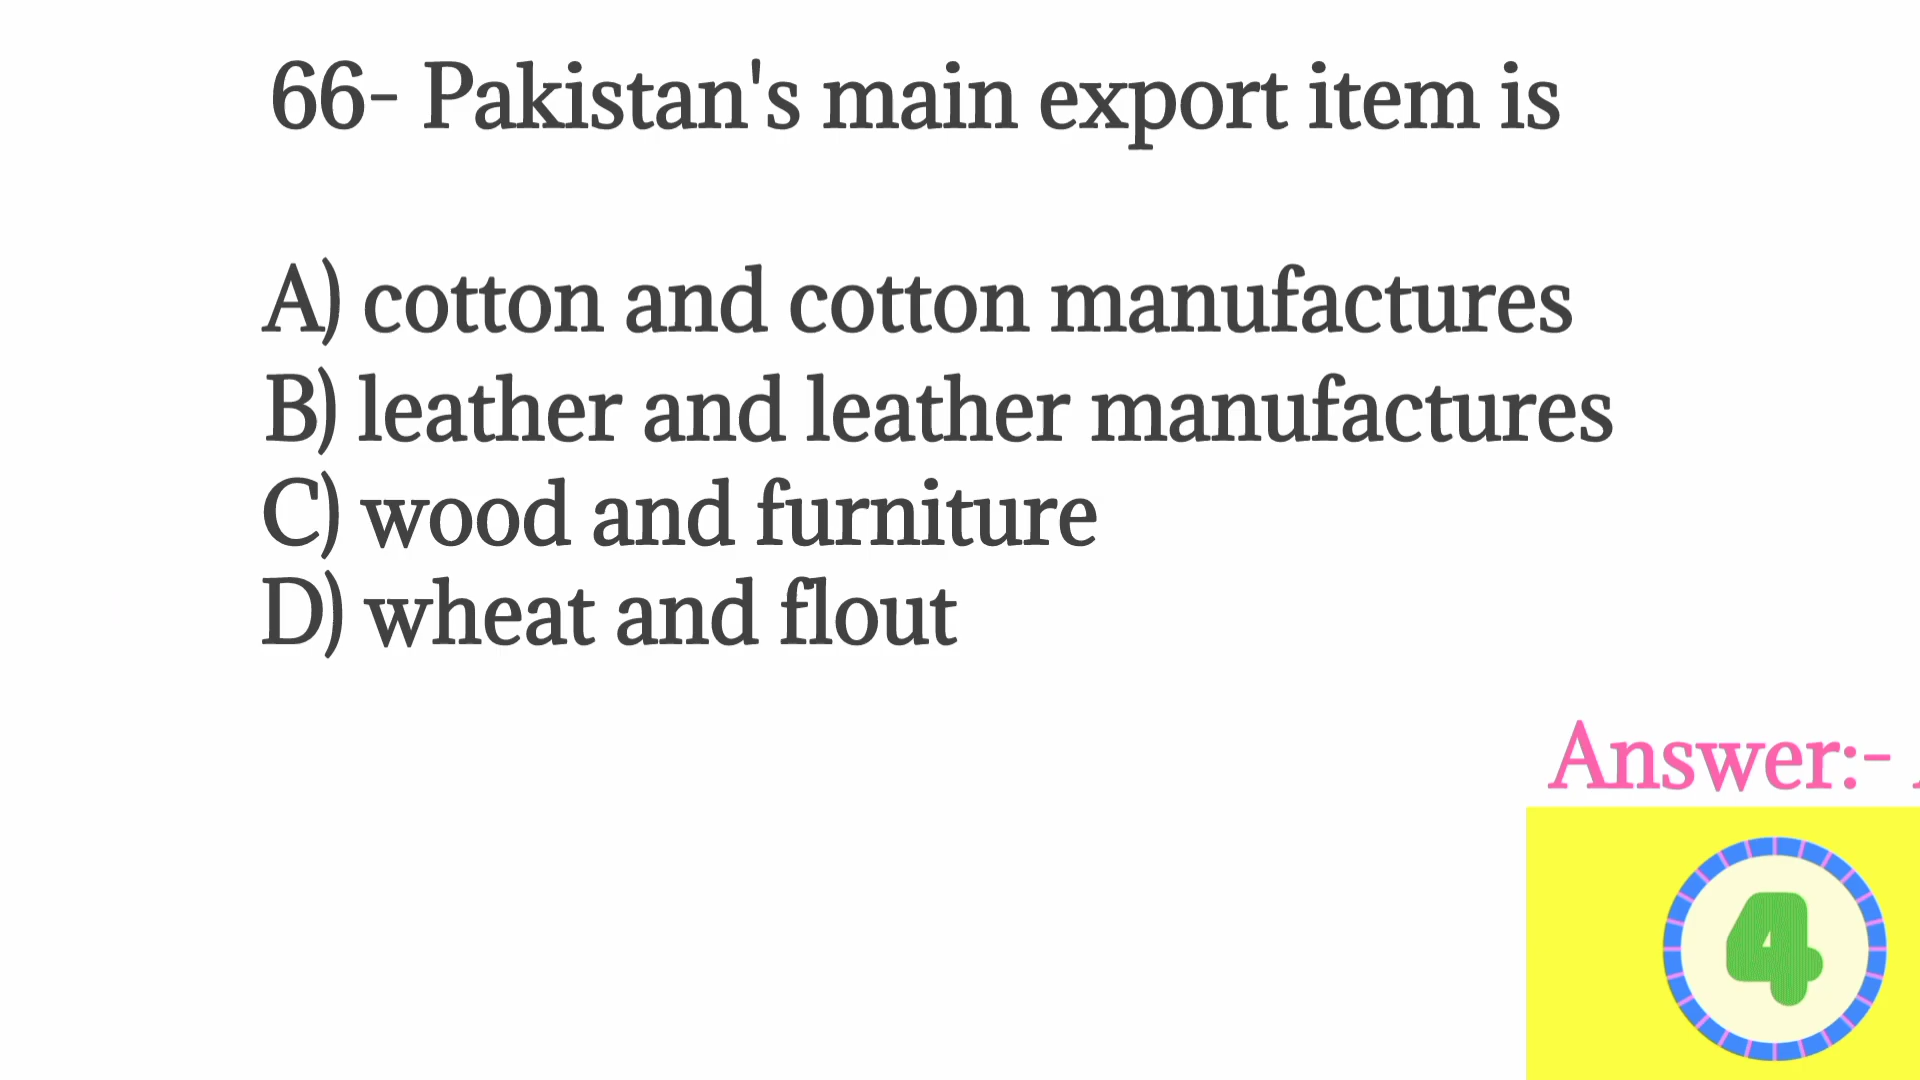 66- Pakistan's main export item is
A) cotton and cotton manufactures
B) leather and leather manufactures
C) wood and furniture
D) wheat and flout
Answer:-
4